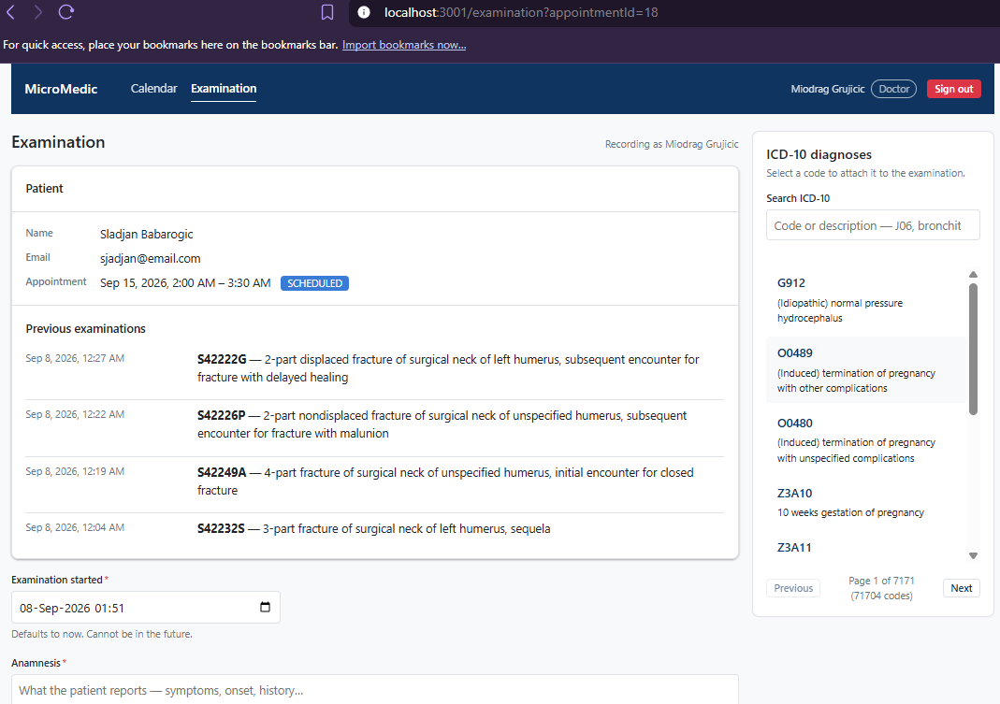 localhost:3001/examination?appointmentId=18
For quick access, place your bookmarks here on the bookmarks bar. Import bookmarks now...
MicroMedic Calendar Examination Miodrag Grujicic Doctor Sign out
Examination
Recording as Miodrag Grujicic
Patient
Name Sladjan Babarogic
Email sjadjan@email.com
Appointment Sep 15, 2026, 2:00 AM – 3:30 AM SCHEDULED
Previous examinations
Sep 8, 2026, 12:27 AM S42222G — 2-part displaced fracture of surgical neck of left humerus, subsequent encounter for
fracture with delayed healing
Sep 8, 2026, 12:22 AM S42226P — 2-part nondisplaced fracture of surgical neck of unspecified humerus, subsequent
encounter for fracture with malunion
Sep 8, 2026, 12:19 AM S42249A — 4-part fracture of surgical neck of unspecified humerus, initial encounter for closed
fracture
Sep 8, 2026, 12:04 AM S42232S — 3-part fracture of surgical neck of left humerus, sequela
Examination started*
08-Sep-2026 01:51
Defaults to now. Cannot be in the future.
Anamnesis*
What the patient reports — symptoms, onset, history...
ICD-10 diagnoses
Select a code to attach it to the examination.
Search ICD-10
Code or description — J06, bronchit
G912
(Idiopathic) normal pressure
hydrocephalus
O0489
(Induced) termination of pregnancy
with other complications
O0480
(Induced) termination of pregnancy
with unspecified complications
Z3A10
10 weeks gestation of pregnancy
Z3A11
Previous Page 1 of 7171 Next
(71704 codes)